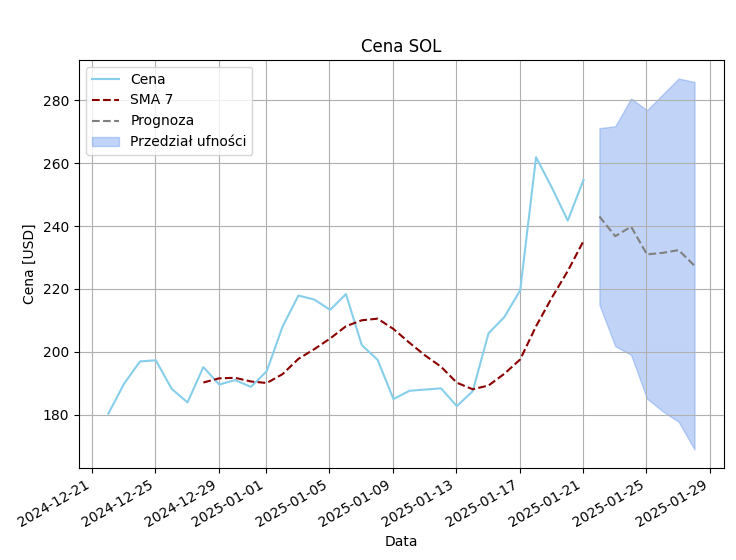 Cena SOL
Cena
SMA 7
Prognoza
Przedział ufności
Cena [USD]
280
260
240
220
200
180
2024-12-21
2024-12-25
2024-12-29
2025-01-01
2025-01-05
2025-01-09
2025-01-13
2025-01-17
2025-01-21
2025-01-25
2025-01-29
Data